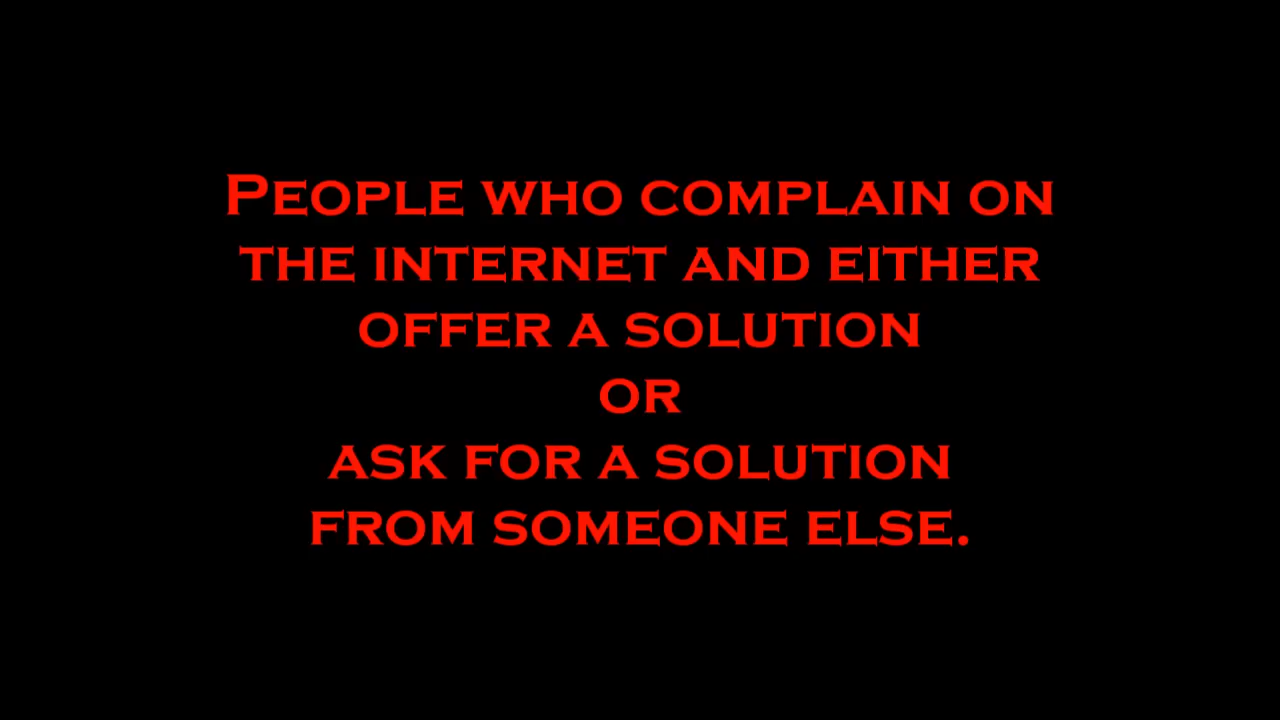 People who complain on
the internet and either
offer a solution
or
ask for a solution
from someone else.